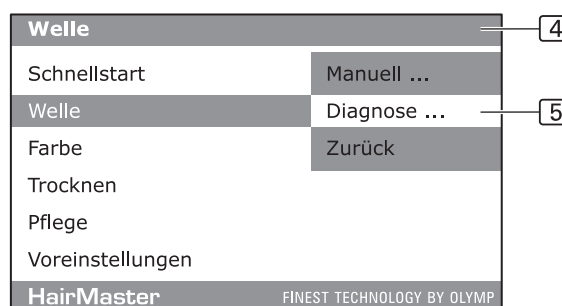 Welle 4
Schnellstart Manuell ...
Welle Diagnose ... 5
Farbe Zurück
Trocknen
Pflege
Voreinstellungen
HairMaster FINEST TECHNOLOGY BY OLYMP